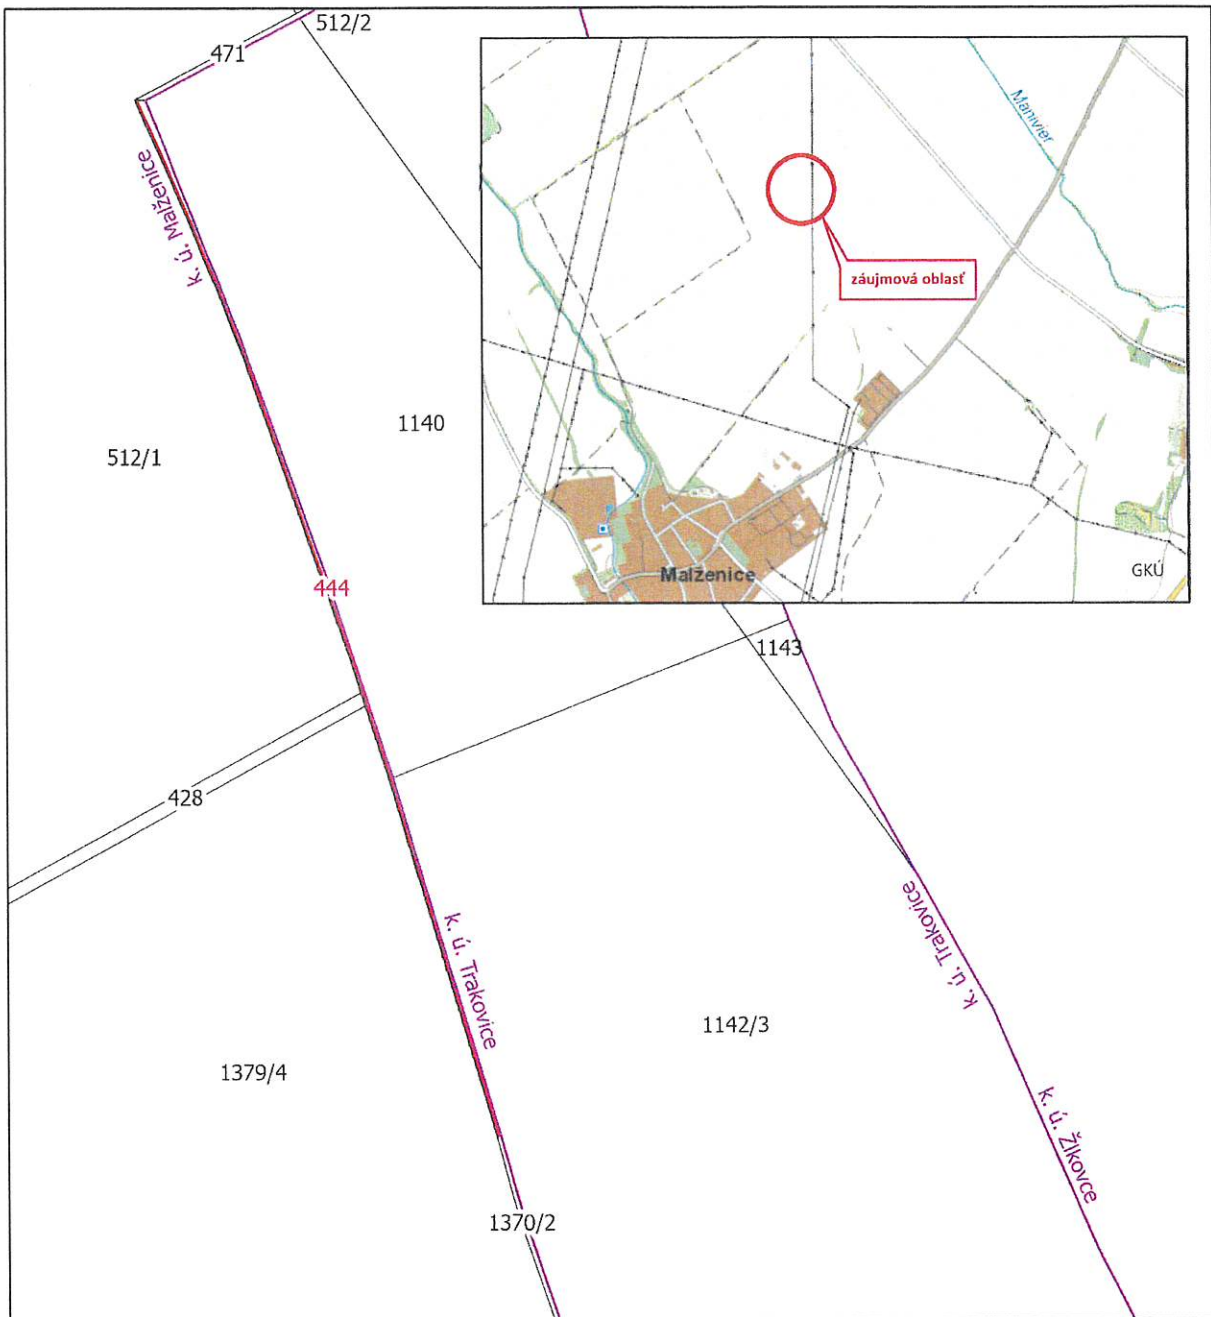 512/2
471
Manivier
k. ú. Malženice
záujmová oblasť
1140
512/1
GKÚ
Malženice
444
1143
428
k. ú. Trakovice
k. ú. Trakovice
1142/3
1379/4
k. ú. Žlkovce
1370/2